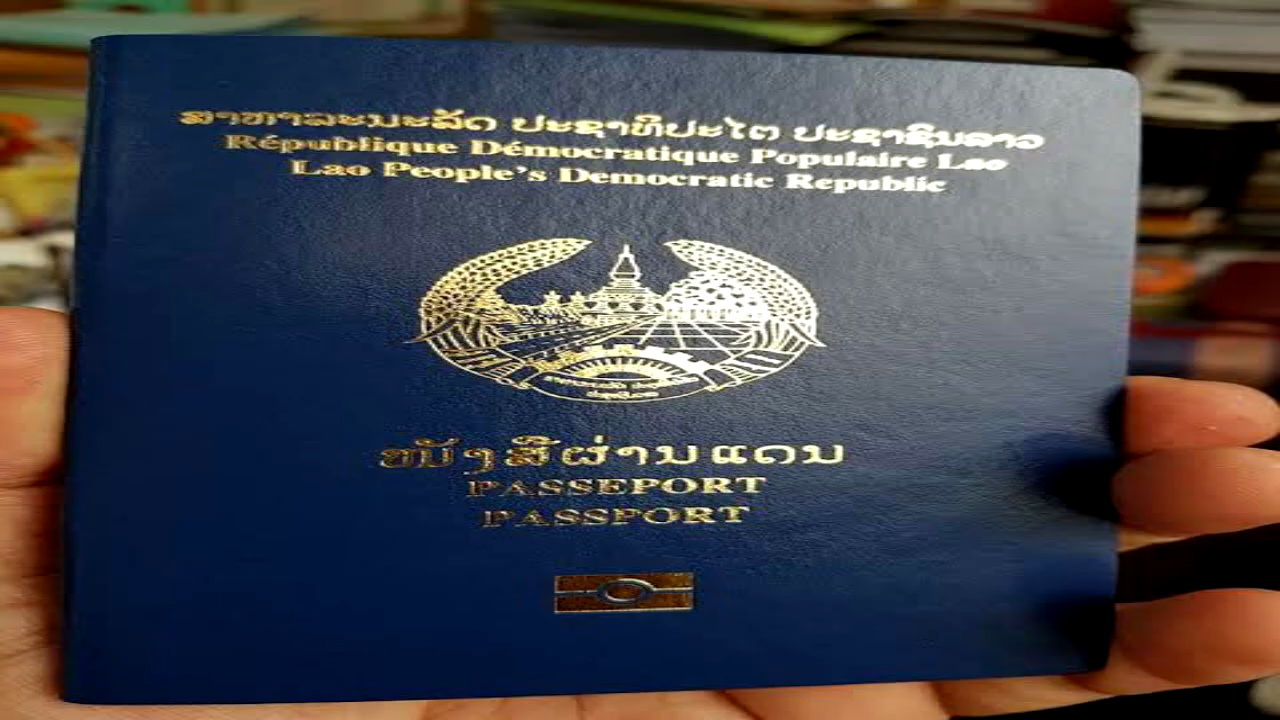 ສາທາລະນະລັດ ປະຊາທິປະໄຕ ປະຊາຊົນລາວ
République Démocratique Populaire Lao
Lao People's Democratic Republic
ໜັງສືຜ່ານແດນ
PASSEPORT
PASSPORT